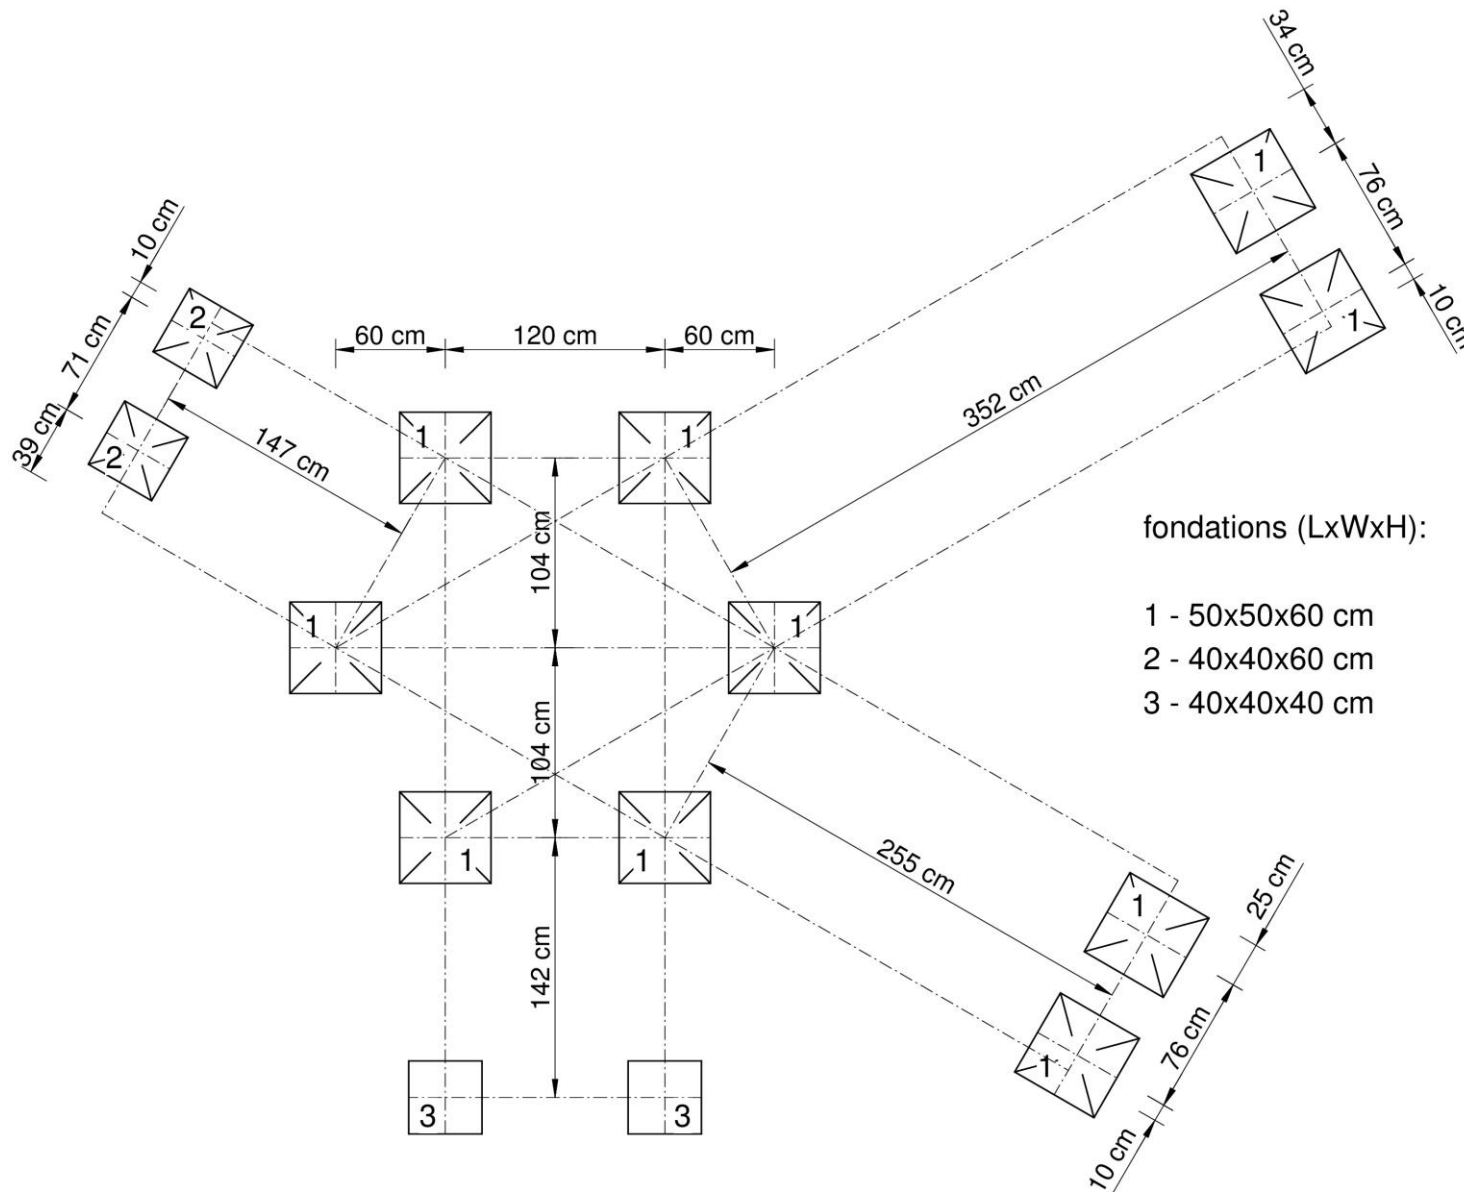 34 cm
1
76 cm
10 cm
1
10 cm
2
71 cm
39 cm
2
60 cm
120 cm
60 cm
352 cm
147 cm
1
1
104 cm
fondations (LxWxH):
1
1
1 - 50x50x60 cm
2 - 40x40x60 cm
3 - 40x40x40 cm
104 cm
1
1
255 cm
25 cm
1
142 cm
76 cm
1
3
3
10 cm